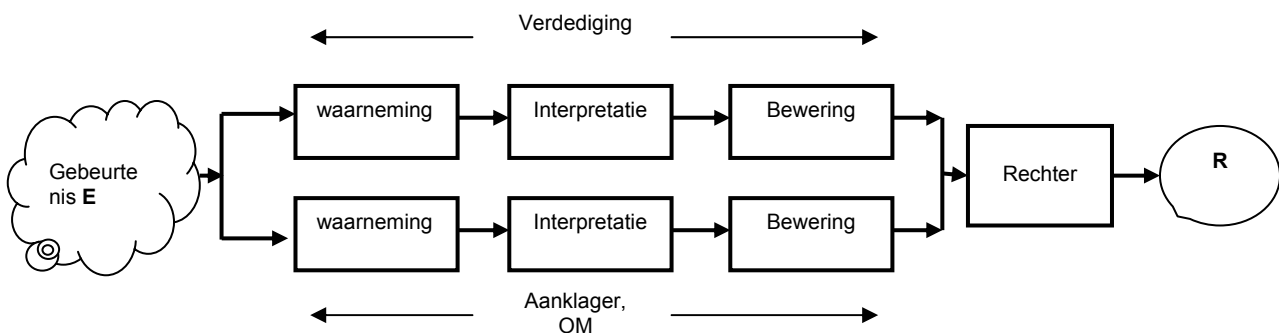 Verdediging
waarneming
Interpretatie
Bewering
Gebeurte
nis E
Rechter
R
waarneming
Interpretatie
Bewering
Aanklager,
OM